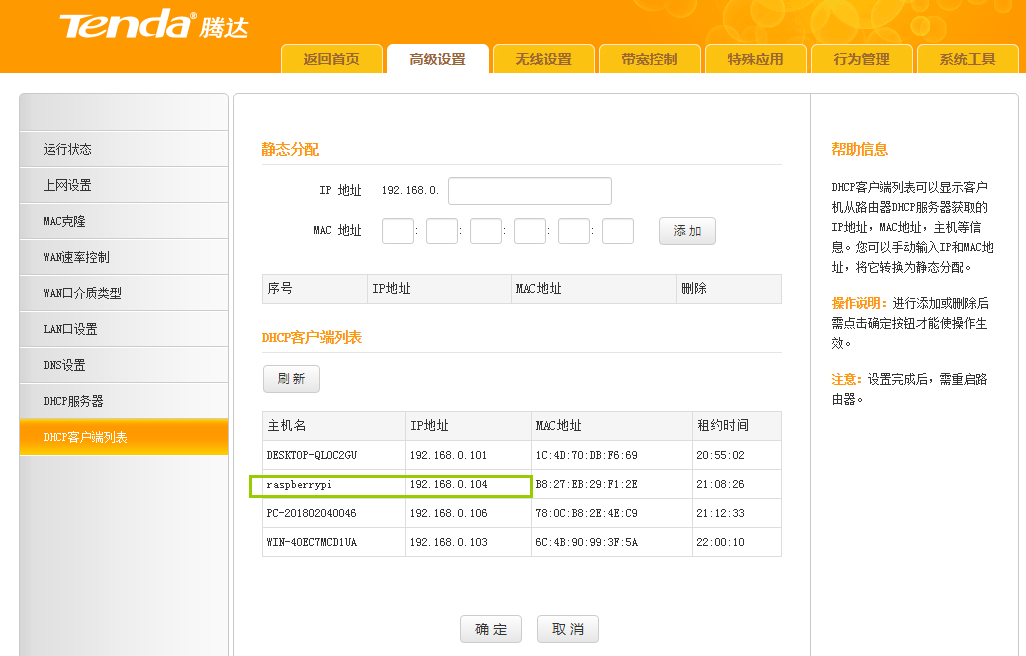 Tenda® 腾达
返回首页 高级设置 无线设置 带宽控制 特殊应用 行为管理 系统工具
运行状态
上网设置
MAC克隆
WAN速率控制
WAN口介质类型
LAN口设置
DNS设置
DHCP服务器
DHCP客户端列表
静态分配
IP 地址 192.168.0.
MAC 地址 : : : : : 添 加
序号 IP地址 MAC地址 删除
DHCP客户端列表
刷 新
主机名 IP地址 MAC地址 租约时间
DESKTOP-QLOC2GU 192.168.0.101 1C:4D:70:DB:F6:69 20:55:02
raspberrypi 192.168.0.104 B8:27:EB:29:F1:2E 21:08:26
PC-201802040046 192.168.0.106 78:0C:B8:2E:4E:C9 21:12:33
WIN-4OEC7MCD1UA 192.168.0.103 6C:4B:90:99:3F:5A 22:00:10
确 定 取 消
帮助信息
DHCP客户端列表可以显示客户
机从路由器DHCP服务器获取的
IP地址，MAC地址，主机等信
息。您可以手动输入IP和MAC地
址，将它转换为静态分配。
操作说明：进行添加或删除后
需点击确定按钮才能使操作生
效。
注意：设置完成后，需重启路
由器。